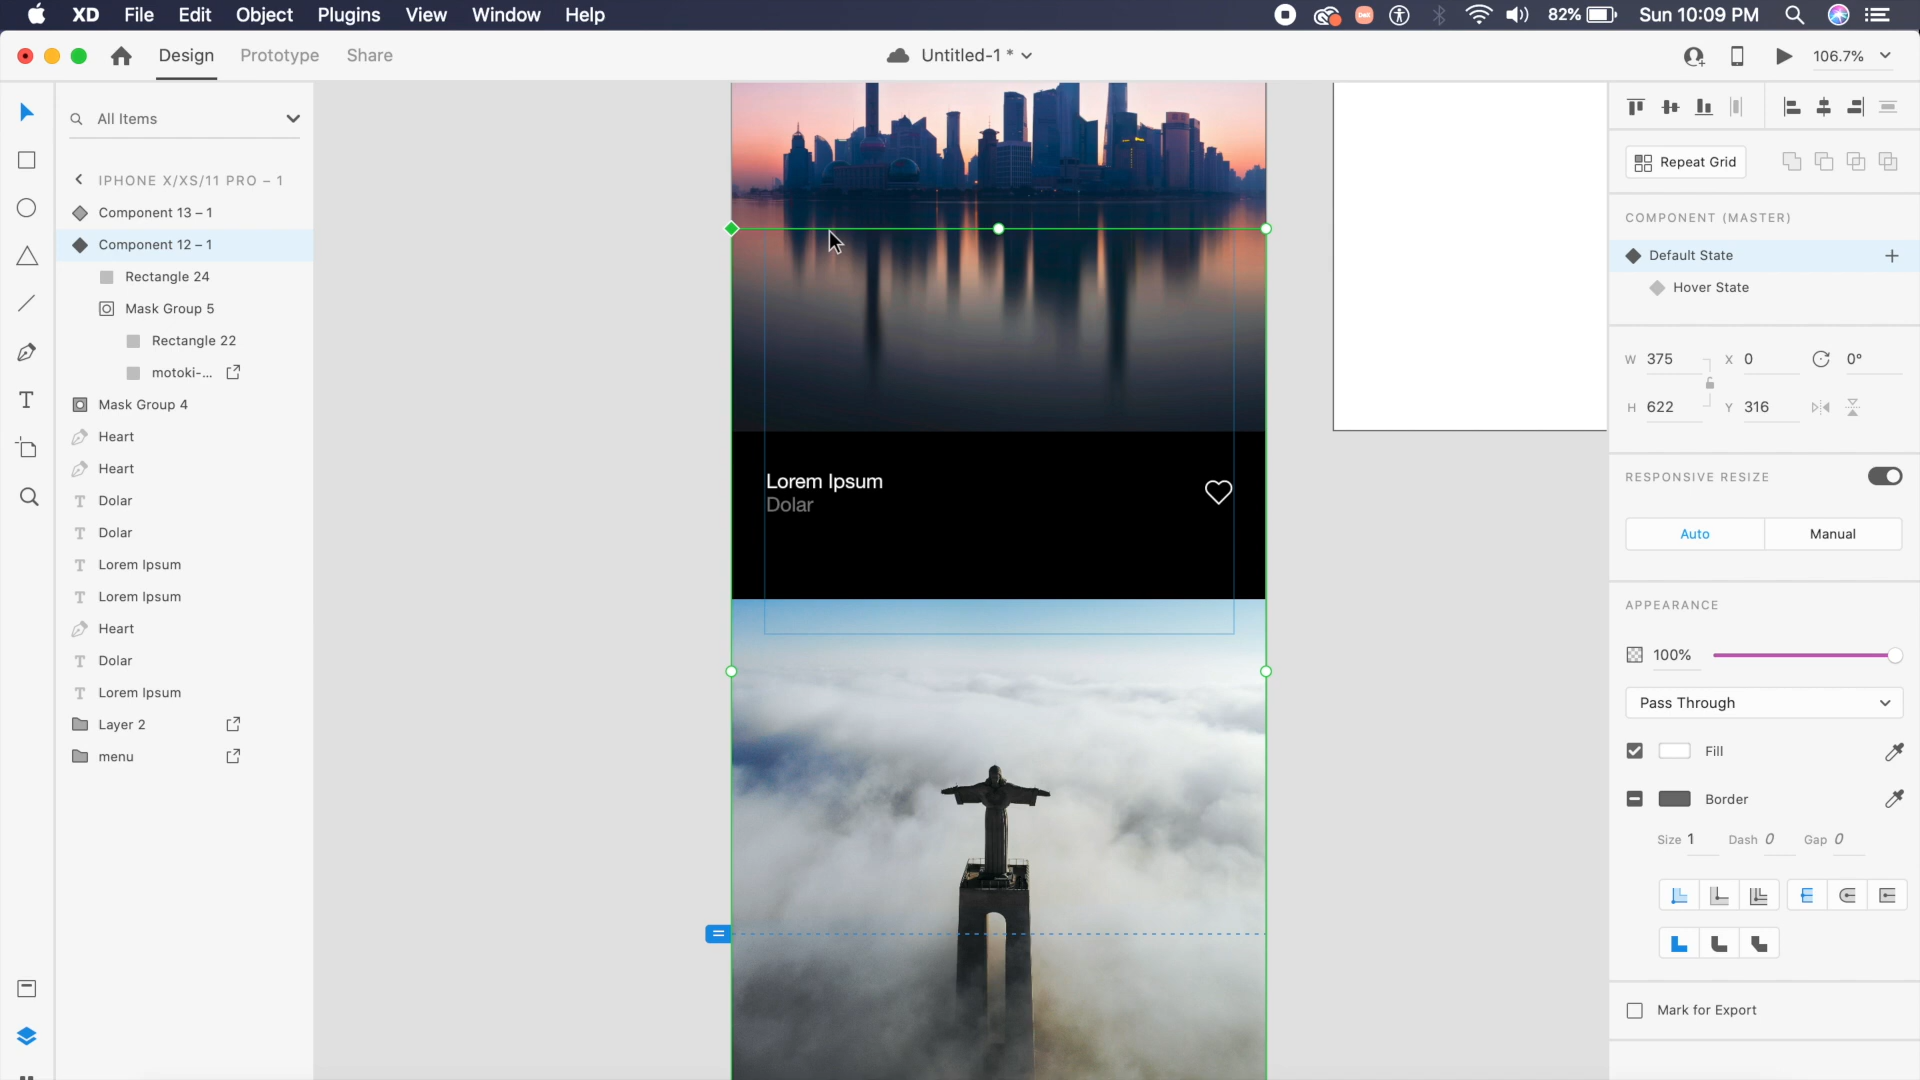 XD File Edit Object Plugins View Window Help
82% Sun 10:09 PM
Design Prototype Share
Untitled-1 *
106.7%
All Items
IPHONE X/XS/11 PRO – 1
Component 13 – 1
Component 12 – 1
Rectangle 24
Mask Group 5
Rectangle 22
motoki-...
Mask Group 4
Heart
Heart
Dolar
Dolar
Lorem Ipsum
Lorem Ipsum
Heart
Dolar
Lorem Ipsum
Layer 2
menu
Lorem Ipsum
Dolar
Repeat Grid
COMPONENT (MASTER)
Default State
Hover State
W 375 X 0 0°
H 622 Y 316
RESPONSIVE RESIZE
Auto Manual
APPEARANCE
100%
Pass Through
Fill
Border
Size 1 Dash 0 Gap 0
Mark for Export